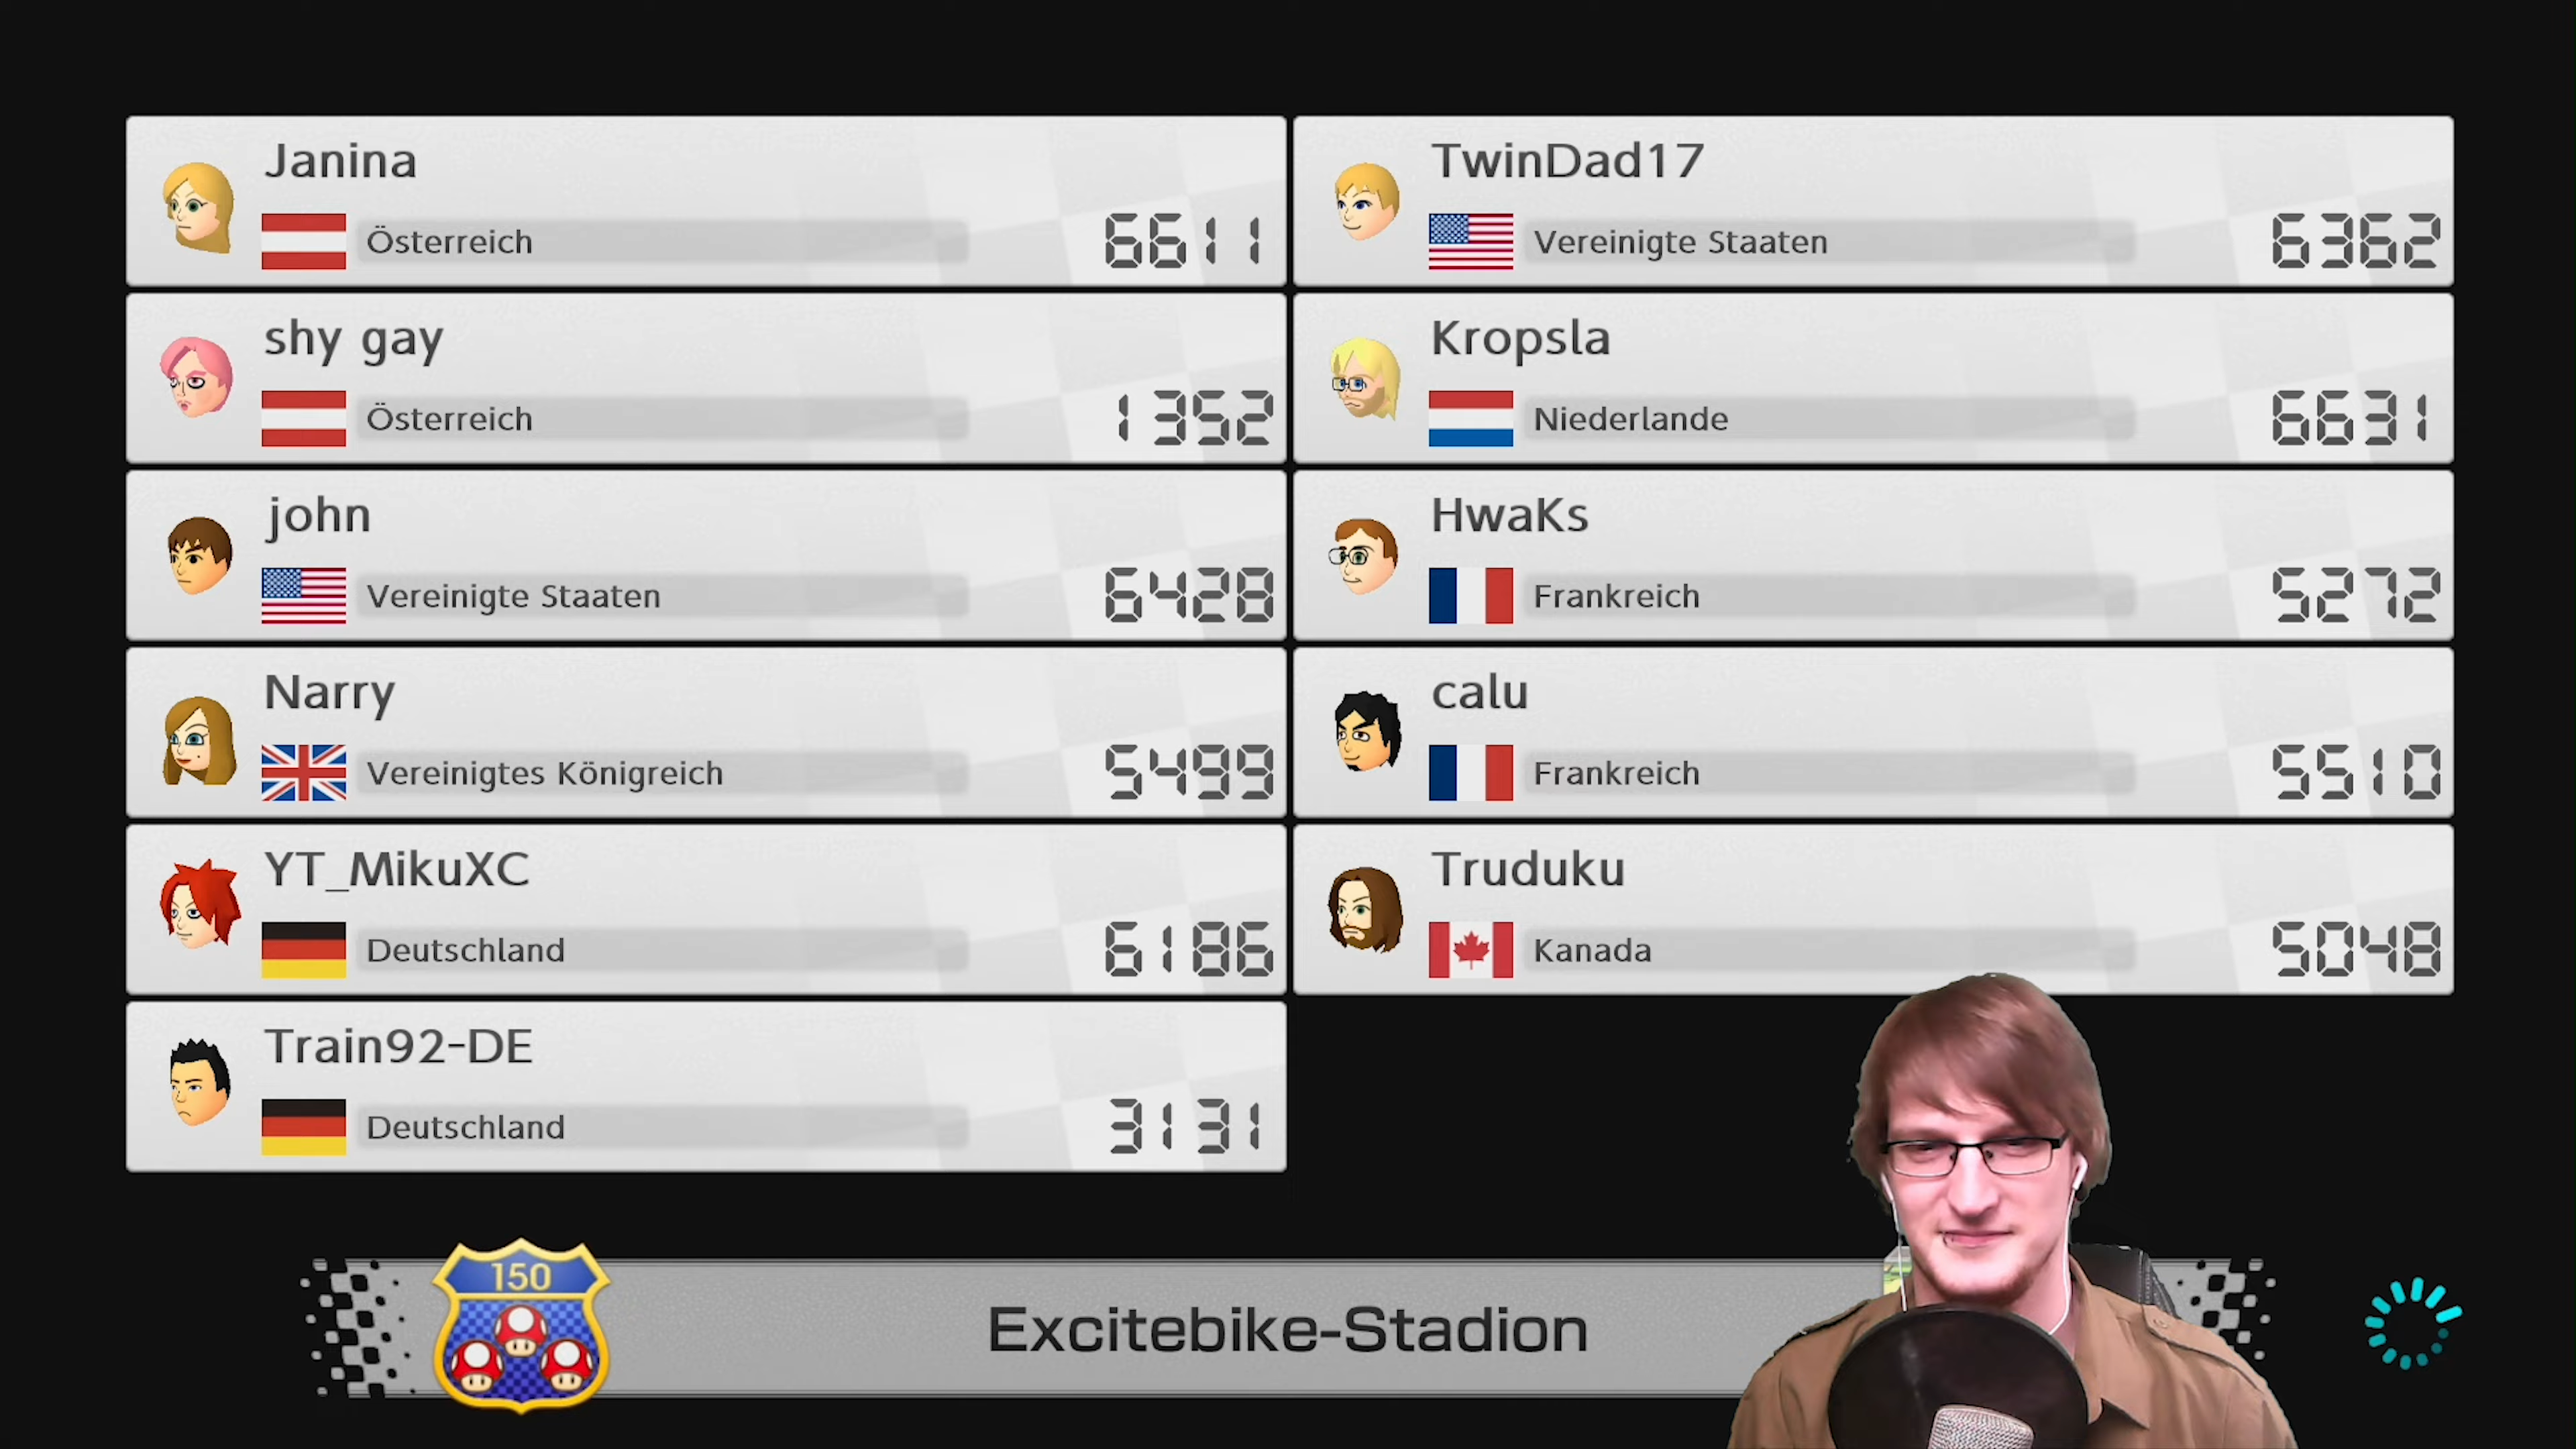 Janina
Österreich 6611
TwinDad17
Vereinigte Staaten 6362
shy gay
Österreich 1352
Kropsla
Niederlande 6631
john
Vereinigte Staaten 6428
HwaKs
Frankreich 5272
Narry
Vereinigtes Königreich 5499
calu
Frankreich 5510
YT_MikuXC
Deutschland 6186
Truduku
Kanada 5048
Train92-DE
Deutschland 3131
150
Excitebike-Stadion